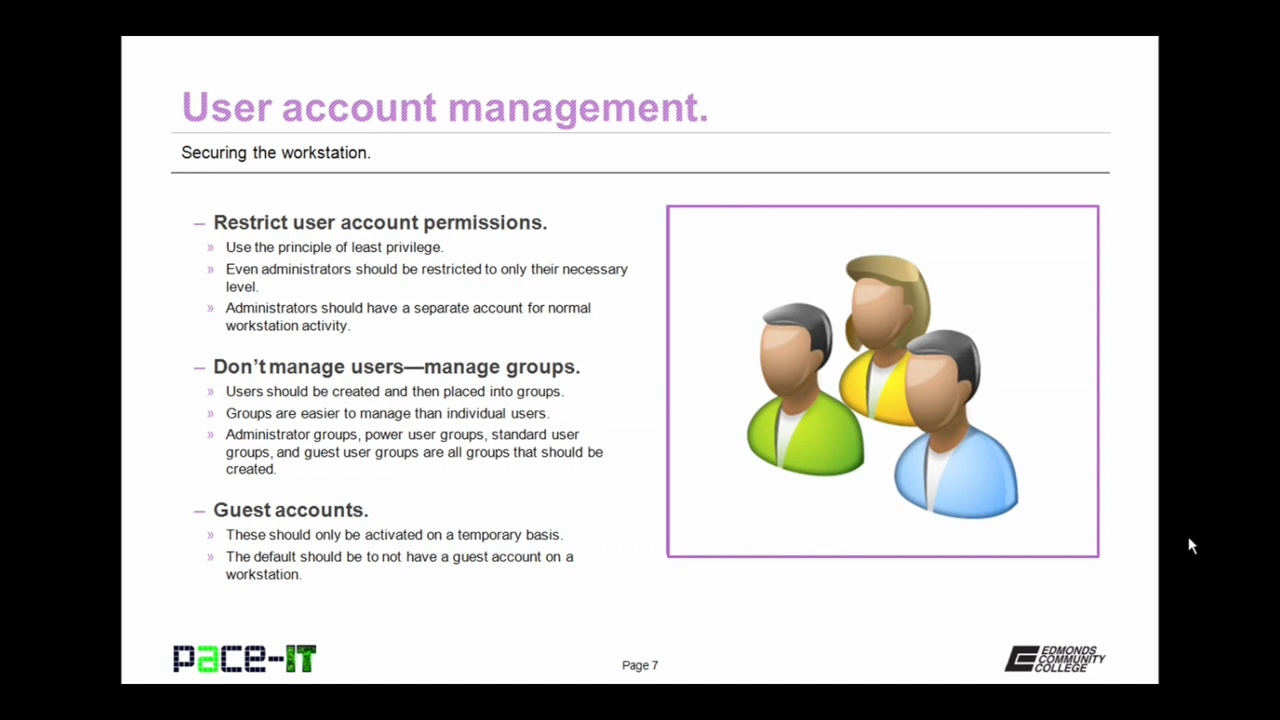 User account management.
Securing the workstation.
– Restrict user account permissions.
» Use the principle of least privilege.
» Even administrators should be restricted to only their necessary
level.
» Administrators should have a separate account for normal
workstation activity.
– Don't manage users—manage groups.
» Users should be created and then placed into groups.
» Groups are easier to manage than individual users.
» Administrator groups, power user groups, standard user
groups, and guest user groups are all groups that should be
created.
– Guest accounts.
» These should only be activated on a temporary basis.
» The default should be to not have a guest account on a
workstation.
pace-IT
Page 7
EDMONDS
COMMUNITY
COLLEGE